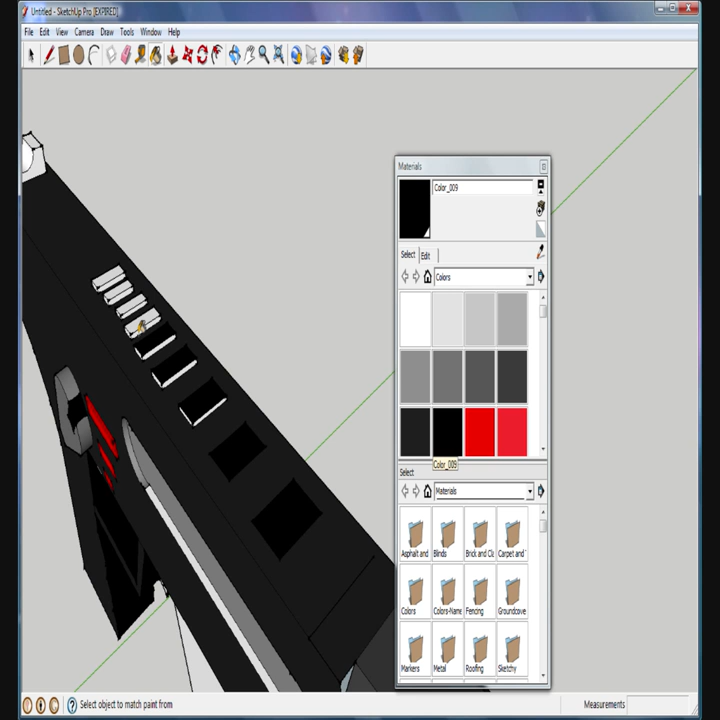 Untitled - SketchUp Pro [EXPIRED]
File Edit View Camera Draw Tools Window Help
Materials
Color_009
Select Edit
Colors
Color_009
Select
Materials
Asphalt and Blinds Brick and Cla Carpet and T
Colors Colors-Name Fencing Groundcove
Markers Metal Roofing Sketchy
Select object to match paint from
Measurements